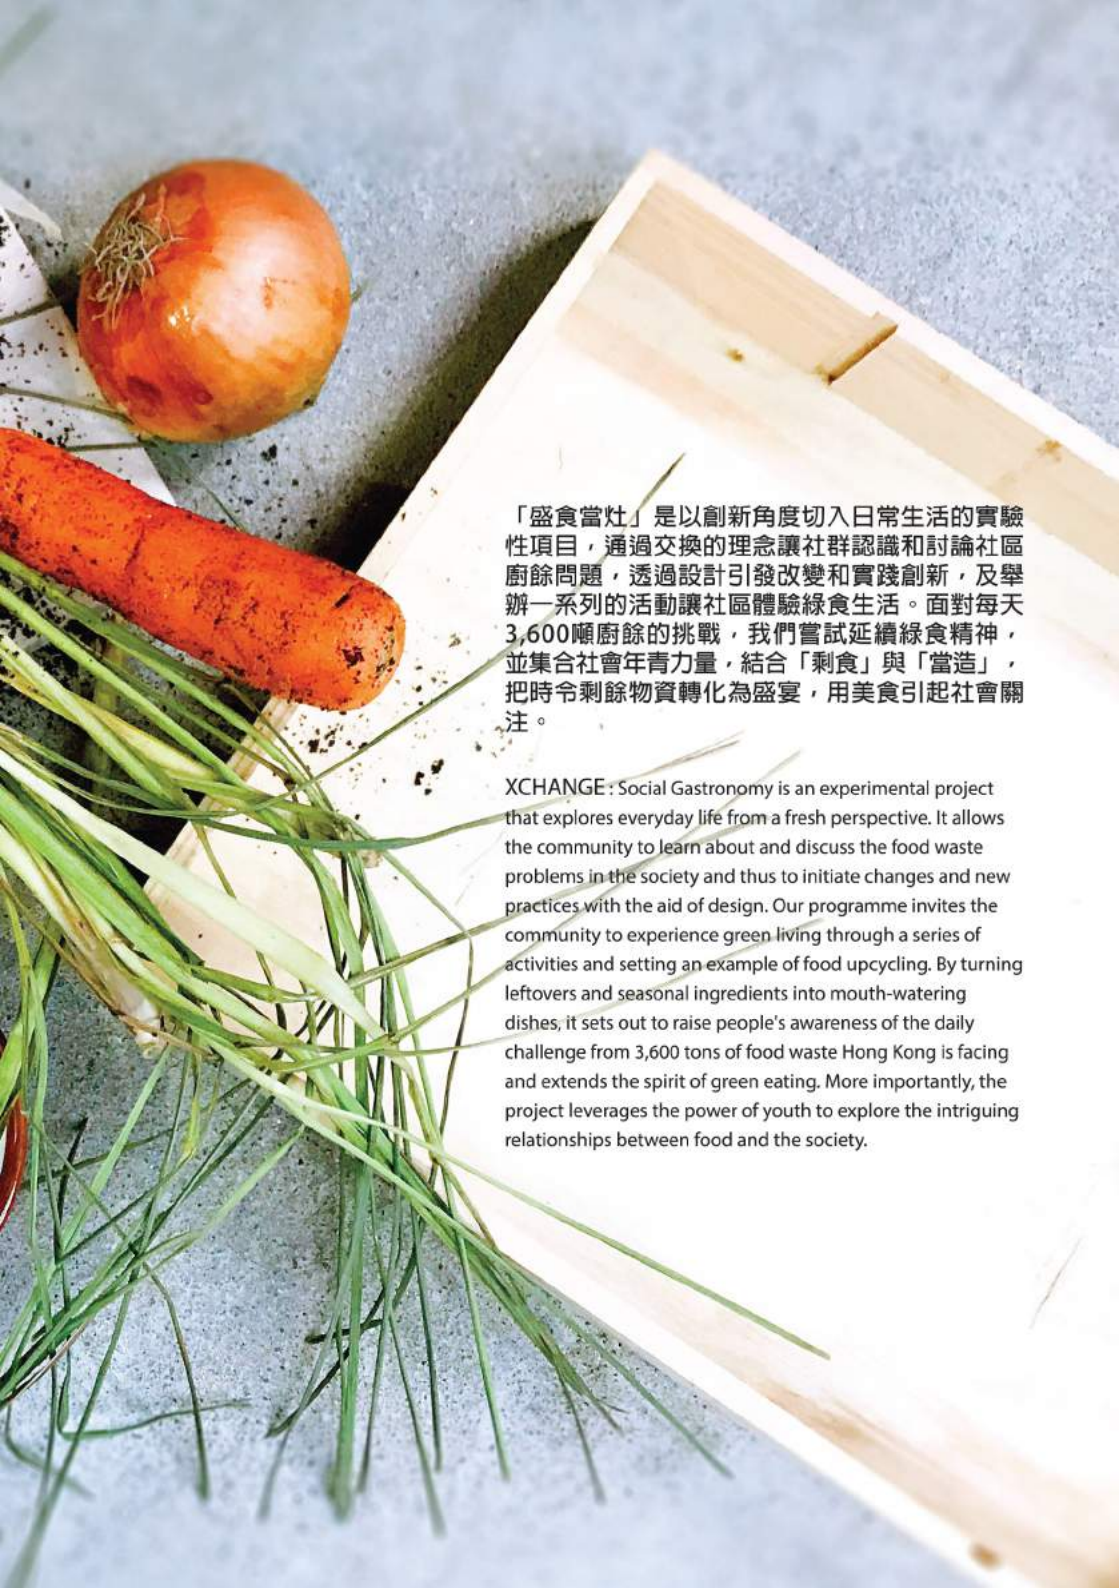 「盛食當灶」是以創新角度切入日常生活的實驗
性項目，通過交換的理念讓社群認識和討論社區
廚餘問題，透過設計引發改變和實踐創新，及舉
辦一系列的活動讓社區體驗綠食生活。面對每天
3,600噸廚餘的挑戰，我們嘗試延續綠食精神，
並集合社會年青力量，結合「剩食」與「當造」，
把時令剩餘物資轉化為盛宴，用美食引起社會關
注。
XCHANGE : Social Gastronomy is an experimental project
that explores everyday life from a fresh perspective. It allows
the community to learn about and discuss the food waste
problems in the society and thus to initiate changes and new
practices with the aid of design. Our programme invites the
community to experience green living through a series of
activities and setting an example of food upcycling. By turning
leftovers and seasonal ingredients into mouth-watering
dishes, it sets out to raise people's awareness of the daily
challenge from 3,600 tons of food waste Hong Kong is facing
and extends the spirit of green eating. More importantly, the
project leverages the power of youth to explore the intriguing
relationships between food and the society.